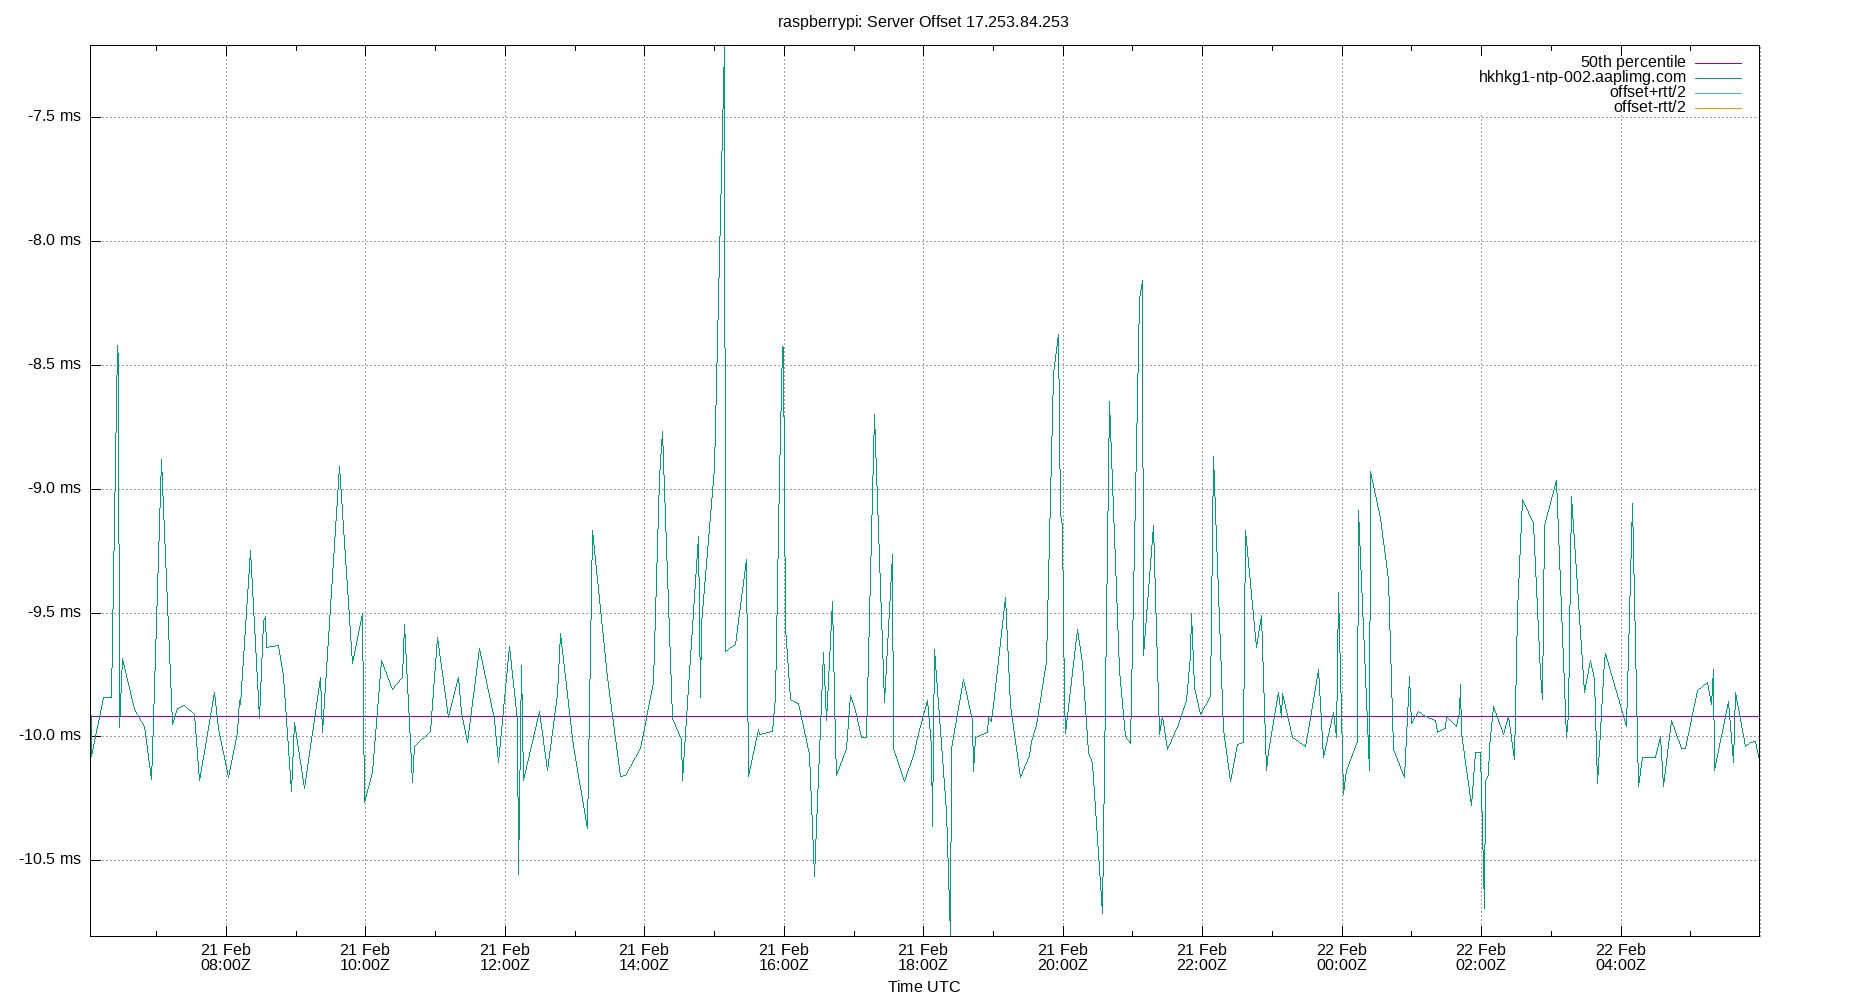 raspberrypi: Server Offset 17.253.84.253
50th percentile
hkhkg1-ntp-002.aaplimg.com
offset+rtt/2
offset-rtt/2
-7.5 ms
-8.0 ms
-8.5 ms
-9.0 ms
-9.5 ms
-10.0 ms
-10.5 ms
21 Feb 21 Feb 21 Feb 21 Feb 21 Feb 21 Feb 21 Feb 21 Feb 22 Feb 22 Feb 22 Feb
08:00Z 10:00Z 12:00Z 14:00Z 16:00Z 18:00Z 20:00Z 22:00Z 00:00Z 02:00Z 04:00Z
Time UTC